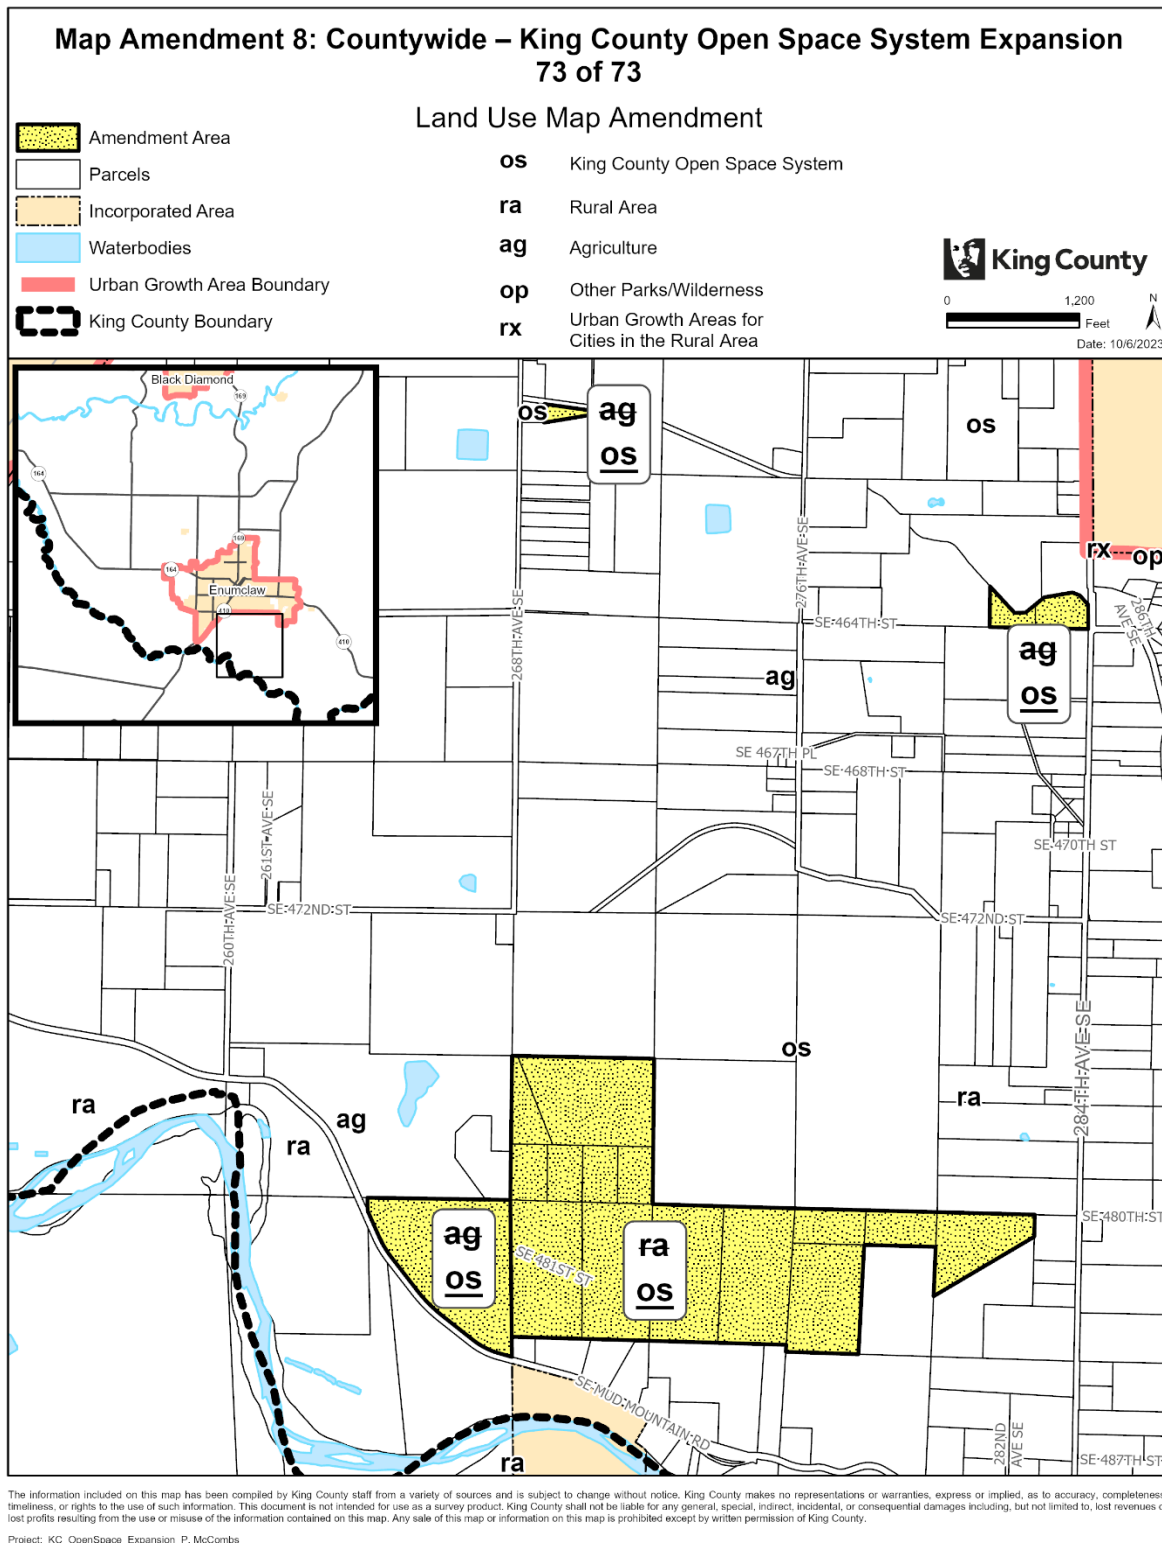 Map Amendment 8: Countywide – King County Open Space System Expansion
73 of 73
Land Use Map Amendment
Amendment Area
Parcels
Incorporated Area
Waterbodies
Urban Growth Area Boundary
King County Boundary
os King County Open Space System
ra Rural Area
ag Agriculture
op Other Parks/Wilderness
rx Urban Growth Areas for
Cities in the Rural Area
King County
0 1,200
Feet
N
Date: 10/6/2023
Black Diamond
169
164
169
164
Enumclaw
410
410
os
ag
os
os
rx
op
276TH AVE SE
268TH AVE SE
SE 464TH ST
286TH
AVE SE
ag
os
ag
SE 467TH PL
SE 468TH ST
261ST AVE SE
SE 470TH ST
260TH AVE SE
SE 472ND ST
SE 472ND ST
284TH AVE SE
os
ra
ag
ra
ra
SE 480TH ST
ag
os
SE 481ST ST
ra
os
SE MUD MOUNTAIN RD
282ND
AVE SE
SE 487TH ST
ra
The information included on this map has been compiled by King County staff from a variety of sources and is subject to change without notice. King County makes no representations or warranties, express or implied, as to accuracy, completeness
timeliness, or rights to the use of such information. This document is not intended for use as a survey product. King County shall not be liable for any general, special, indirect, incidental, or consequential damages including, but not limited to, lost revenues
lost profits resulting from the use or misuse of the information contained on this map. Any sale of this map or information on this map is prohibited except by written permission of King County.
Project: KC_OpenSpace_Expansion_P. McCombs